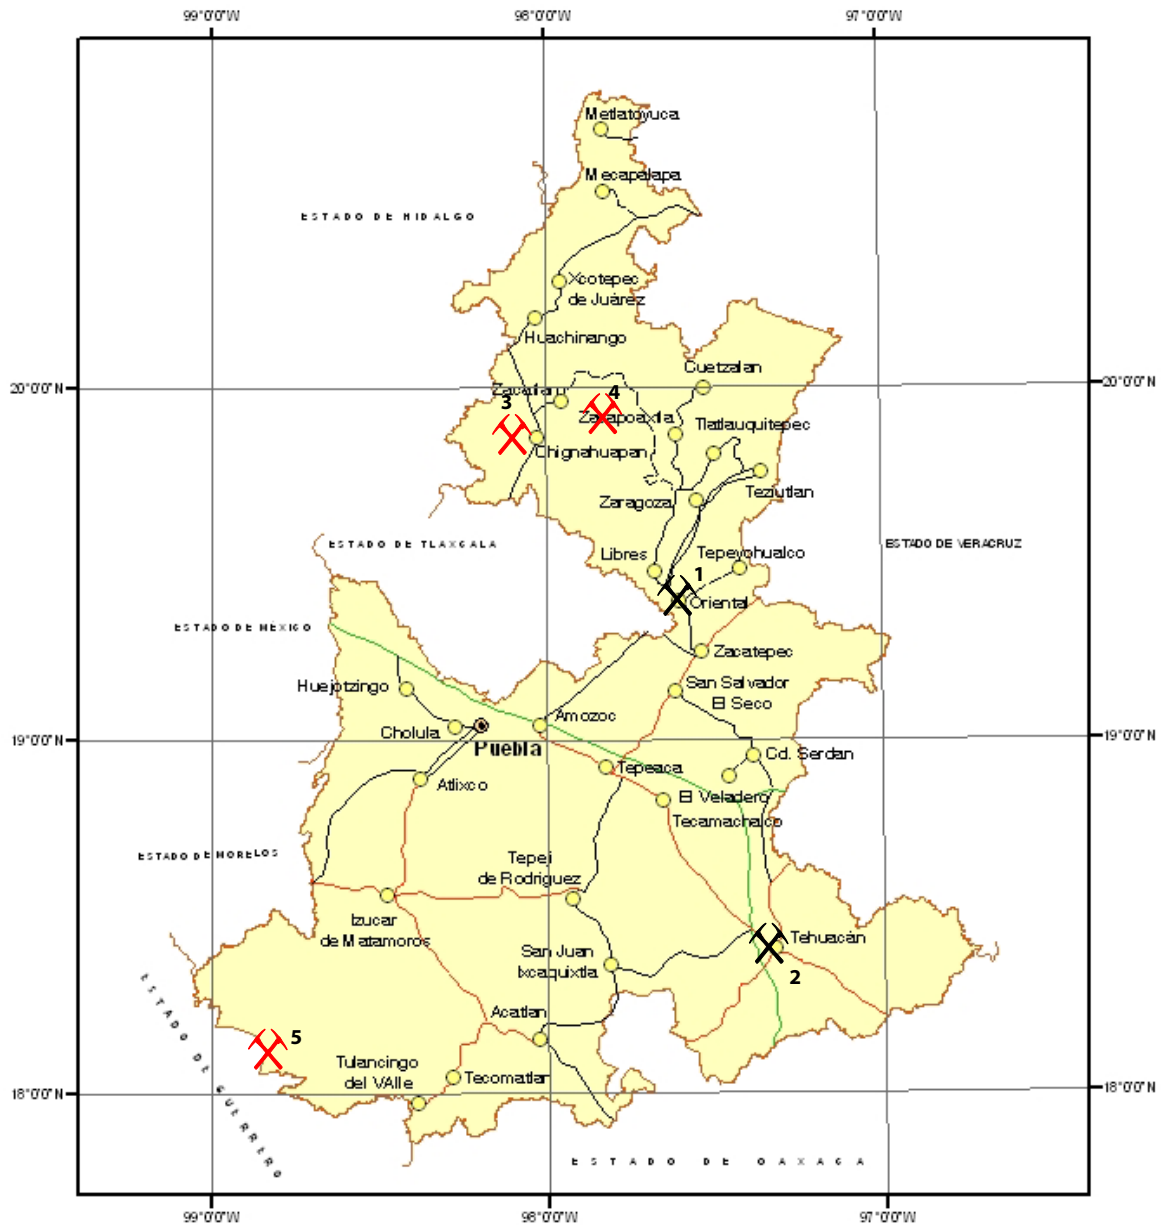 99°0'0"W 98°0'0"W 97°0'0"W
Metlatoyuca
Mecapalapa
ESTADO DE HIDALGO
Xcotepec
de Juárez
Huachinango
Cuetzalan
20°0'0"N 20°0'0"N
4
3
Zacapoaxtla
Tlatlauquitepec
Chignahuapan
Teziutlan
Zaragoza
ESTADO DE TLAXCALA
ESTADO DE VERACRUZ
Libres
Tepeyohualco
1
Oriental
ESTADO DE MÉXICO
Zacatepec
Huejotzingo
San Salvador
El Seco
Amozoc
Cholula
Puebla
19°0'0"N 19°0'0"N
Cd. Serdan
Tepeaca
Atlixco
El Veladero
Tecamachalco
ESTADO DE MORELOS
Tepeji
de Rodriguez
Izucar
de Matamoros
Tehuacán
San Juan
Ixcaquixtla
2
ESTADO DE GUERRERO
Acatlan
5
Tulancingo
del VAlle
Tecomatlan
18°0'0"N 18°0'0"N
ESTADO DE OAXACA
99°0'0"W 98°0'0"W 97°0'0"W